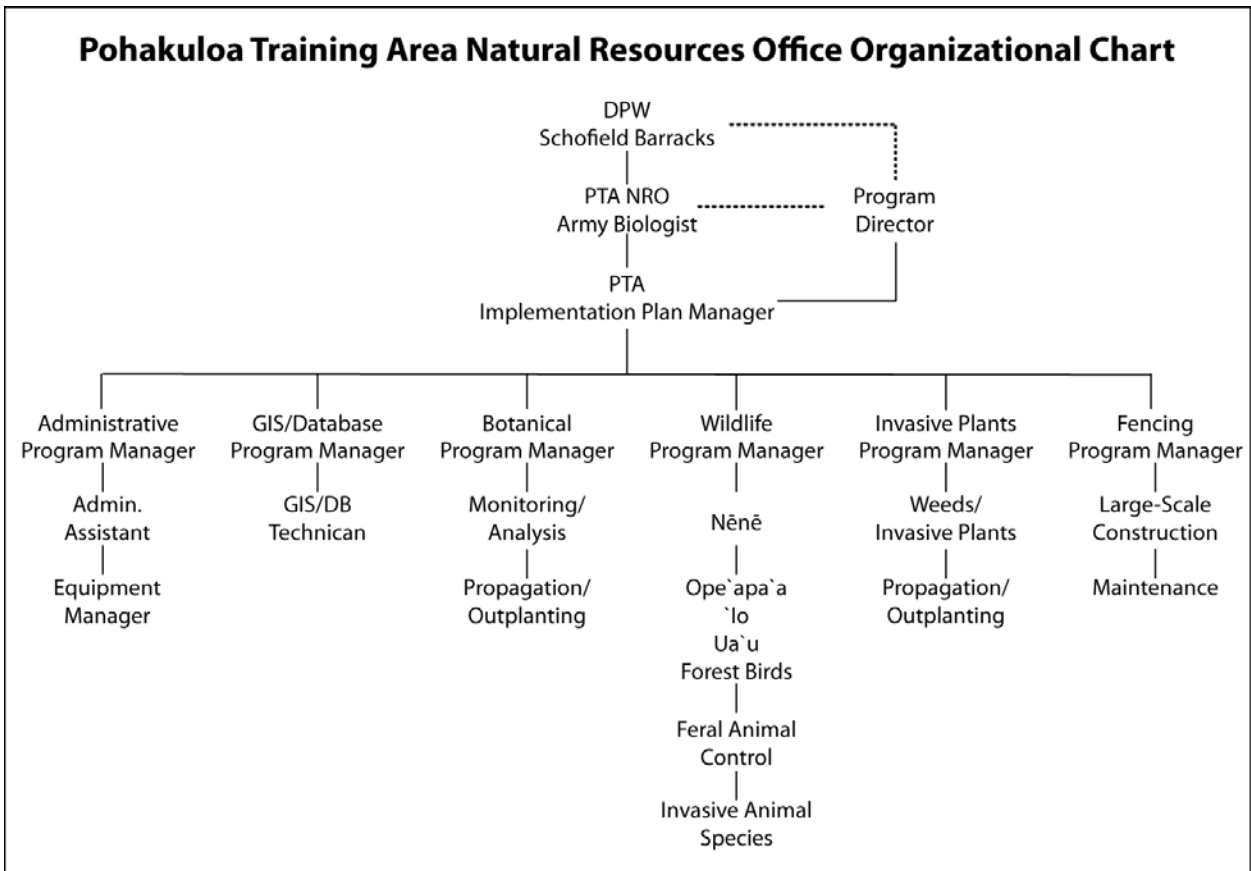 Pohakuloa Training Area Natural Resources Office Organizational Chart
DPW
Schofield Barracks
PTA NRO
Army Biologist
Program
Director
PTA
Implementation Plan Manager
Administrative
Program Manager
GIS/Database
Program Manager
Botanical
Program Manager
Wildlife
Program Manager
Invasive Plants
Program Manager
Fencing
Program Manager
Admin.
Assistant
GIS/DB
Technican
Monitoring/
Analysis
Nēnē
Weeds/
Invasive Plants
Large-Scale
Construction
Equipment
Manager
Propagation/
Outplanting
Ope`apa`a
`Io
Ua`u
Forest Birds
Propagation/
Outplanting
Maintenance
Feral Animal
Control
Invasive Animal
Species